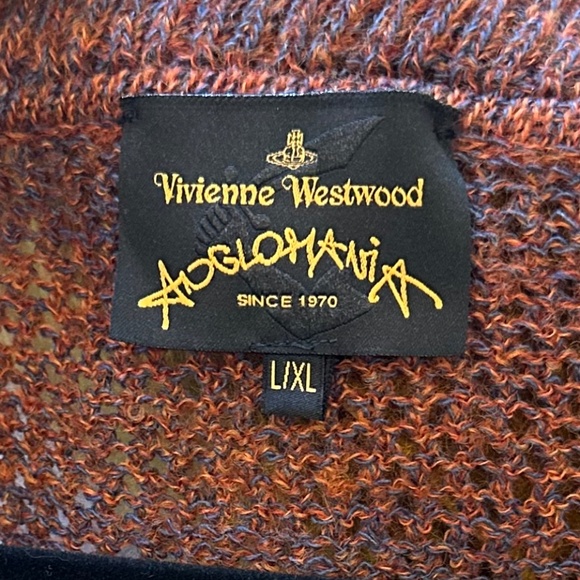 Vivienne Westwood
ANGLOMANIA
SINCE 1970
L/XL